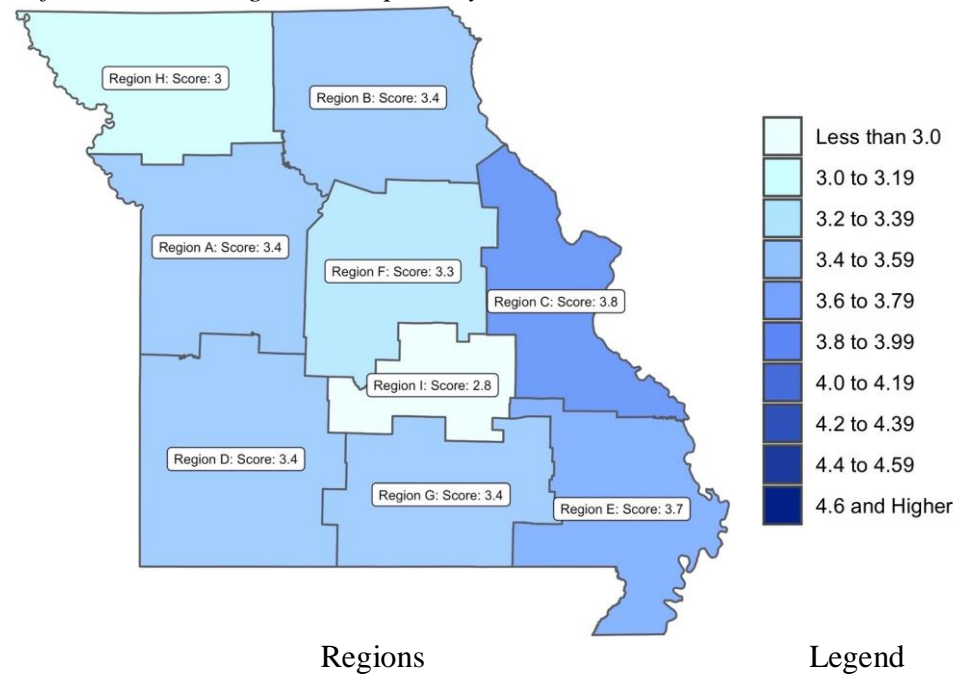 Region H: Score: 3
Region B: Score: 3.4
Region A: Score: 3.4
Region F: Score: 3.3
Region C: Score: 3.8
Region I: Score: 2.8
Region D: Score: 3.4
Region G: Score: 3.4
Region E: Score: 3.7
Less than 3.0
3.0 to 3.19
3.2 to 3.39
3.4 to 3.59
3.6 to 3.79
3.8 to 3.99
4.0 to 4.19
4.2 to 4.39
4.4 to 4.59
4.6 and Higher
Regions
Legend